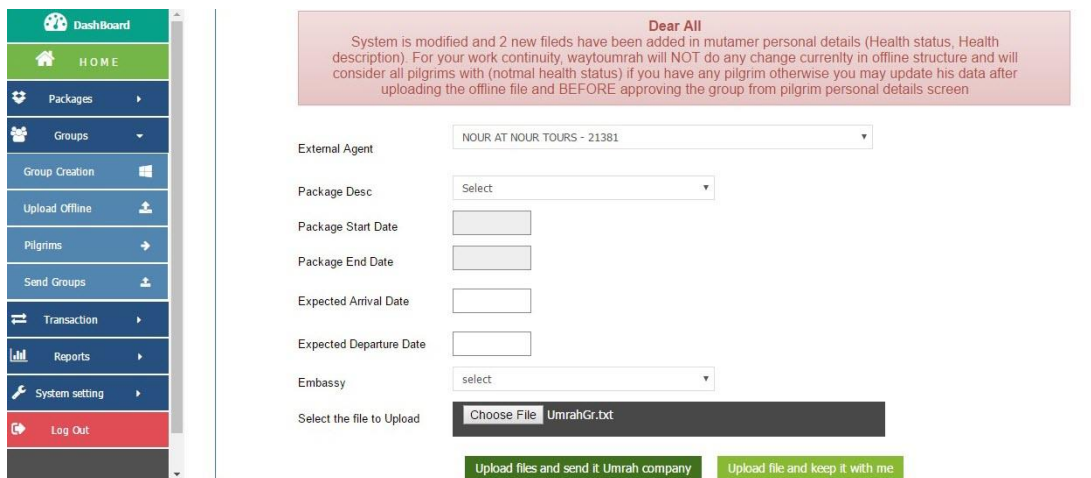 DashBoard
HOME
Packages
Groups
Group Creation
Upload Offline
Pilgrims
Send Groups
Transaction
Reports
System setting
Log Out
Dear All
System is modified and 2 new fileds have been added in mutamer personal details (Health status, Health
description). For your work continuity, waytoumrah will NOT do any change currenlty in offline structure and will
consider all pilgrims with (notmal health status) if you have any pilgrim otherwise you may update his data after
uploading the offline file and BEFORE approving the group from pilgrim personal details screen
External Agent
NOUR AT NOUR TOURS - 21381
Package Desc
Select
Package Start Date
Package End Date
Expected Arrival Date
Expected Departure Date
Embassy
select
Select the file to Upload
Choose File UmrahGr.txt
Upload files and send it Umrah company
Upload file and keep it with me